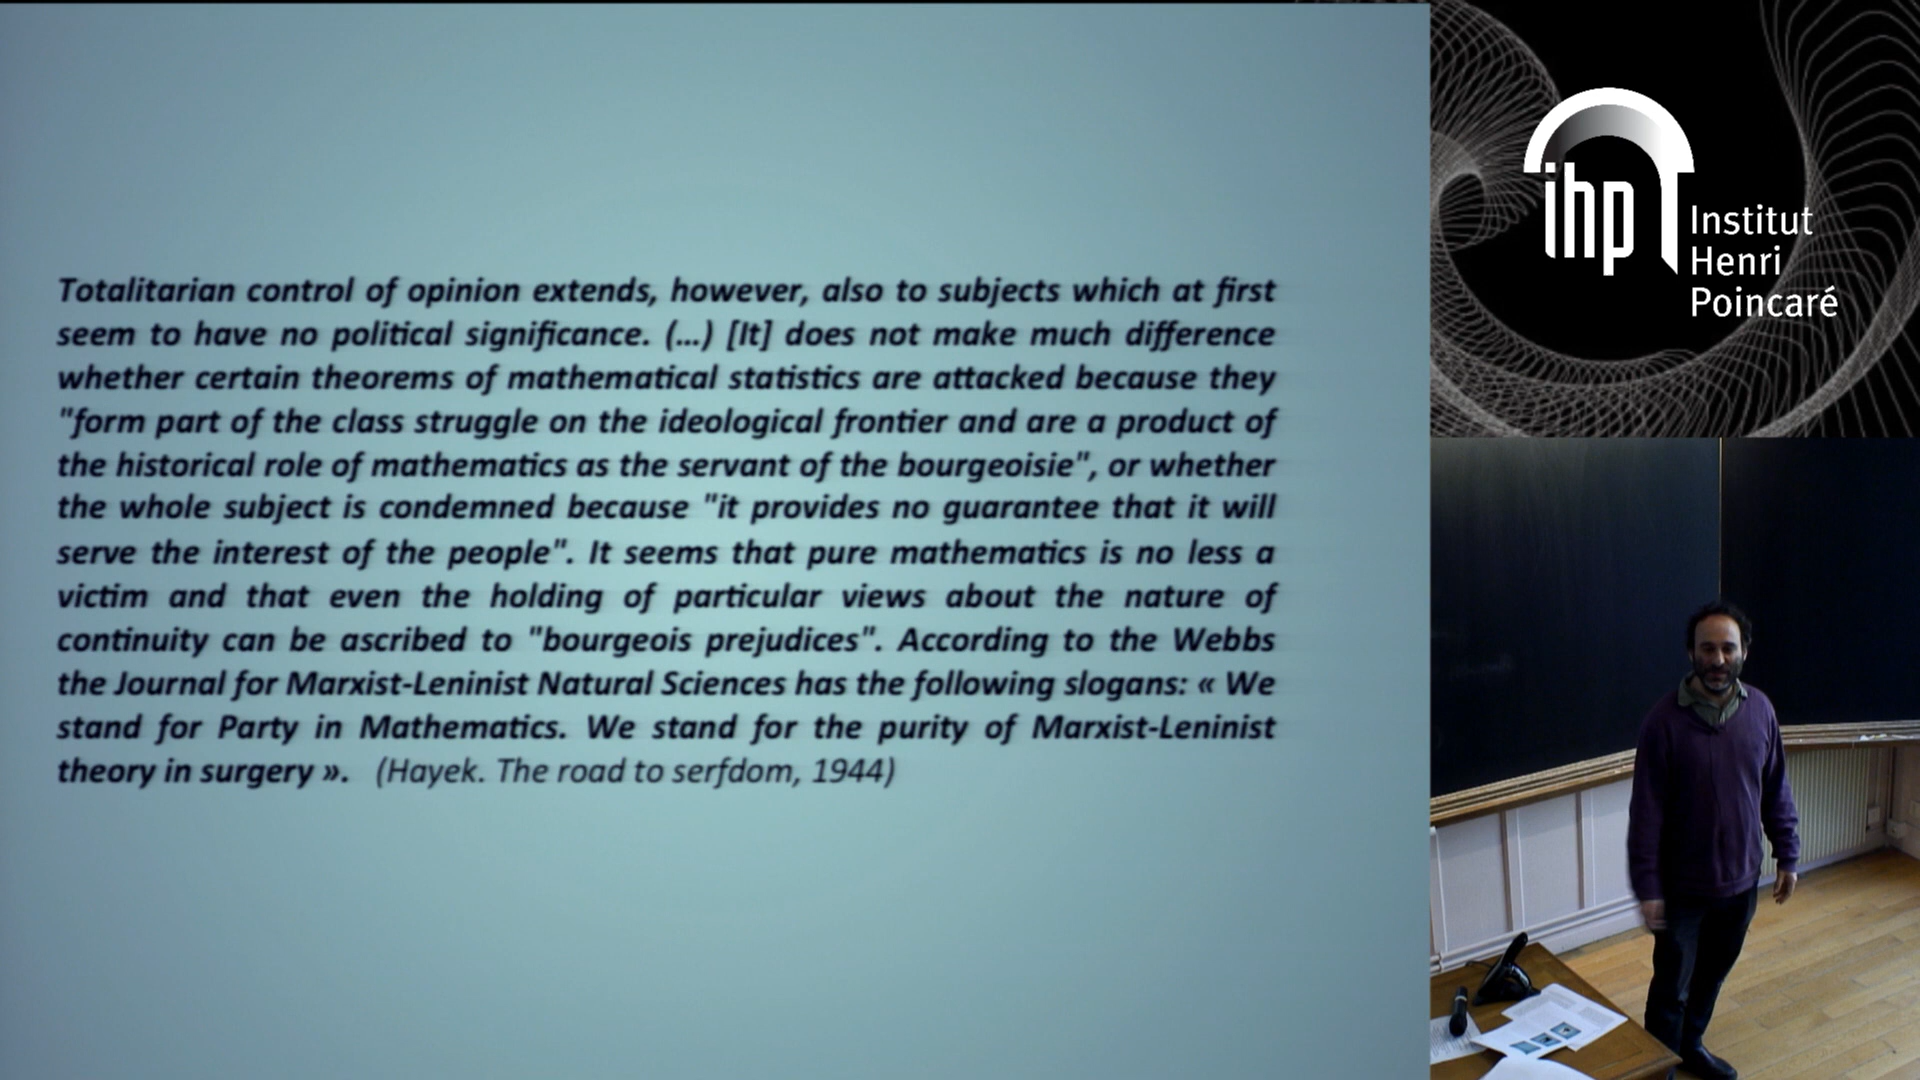 Totalitarian control of opinion extends, however, also to subjects which at first
seem to have no political significance. (...) [It] does not make much difference
whether certain theorems of mathematical statistics are attacked because they
"form part of the class struggle on the ideological frontier and are a product of
the historical role of mathematics as the servant of the bourgeoisie", or whether
the whole subject is condemned because "it provides no guarantee that it will
serve the interest of the people". It seems that pure mathematics is no less a
victim and that even the holding of particular views about the nature of
continuity can be ascribed to "bourgeois prejudices". According to the Webbs
the Journal for Marxist-Leninist Natural Sciences has the following slogans: « We
stand for Party in Mathematics. We stand for the purity of Marxist-Leninist
theory in surgery ». (Hayek. The road to serfdom, 1944)
ihp
Institut
Henri
Poincaré